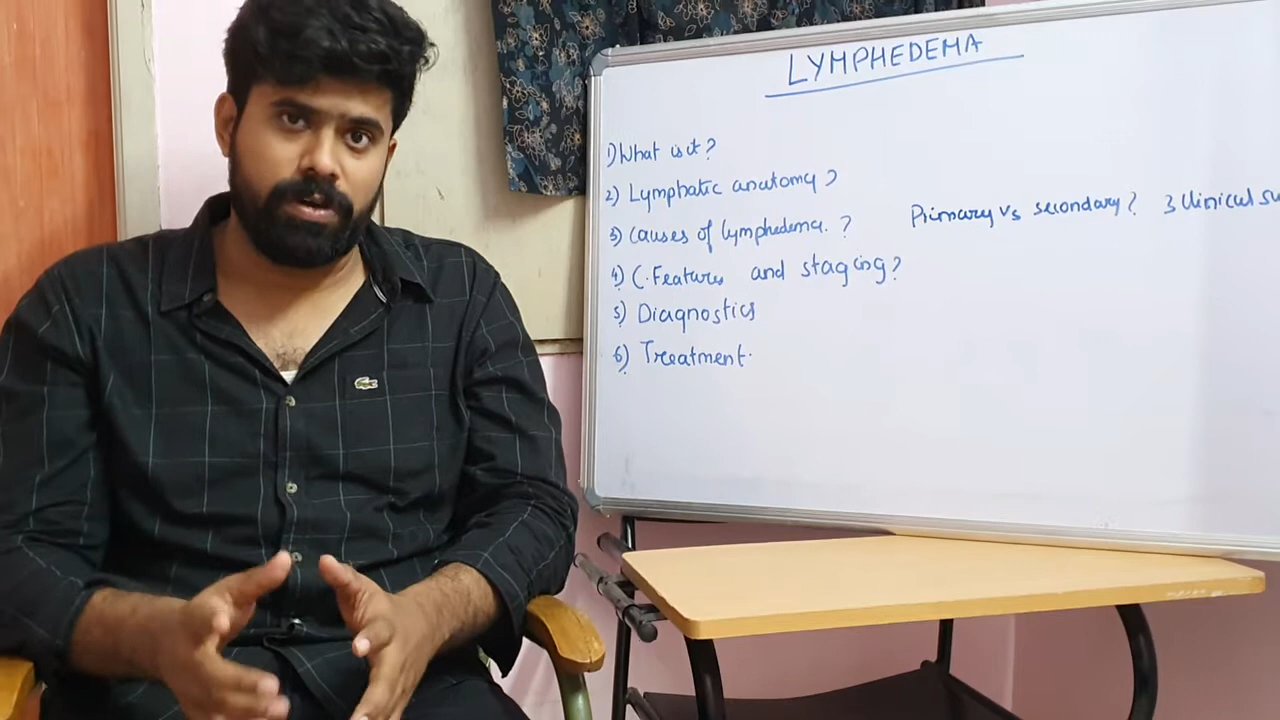 LYMPHEDEMA
1) What is it?
2) Lymphatic anatomy?
3) Causes of lymphedema. ? Primary vs secondary? 3 clinical
4) C. Features and staging?
5) Diagnostics
6) Treatment.